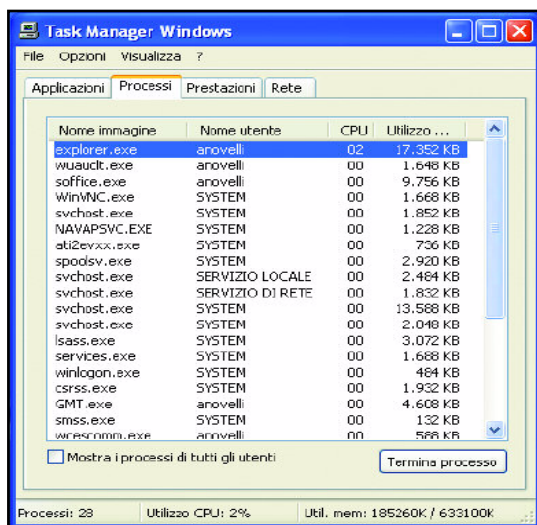 Task Manager Windows
File Opzioni Visualizza ?
Applicazioni Processi Prestazioni Rete
Nome immagine Nome utente CPU Utilizzo ...
explorer.exe anovelli 02 17.352 KB
wuauclt.exe anovelli 00 1.648 KB
soffice.exe anovelli 00 9.756 KB
WinVNC.exe SYSTEM 00 1.668 KB
svchost.exe SYSTEM 00 1.852 KB
NAVAPSVC.EXE SYSTEM 00 1.228 KB
ati2evxx.exe SYSTEM 00 736 KB
spoolsv.exe SYSTEM 00 2.920 KB
svchost.exe SERVIZIO LOCALE 00 2.484 KB
svchost.exe SERVIZIO DI RETE 00 1.832 KB
svchost.exe SYSTEM 00 13.588 KB
svchost.exe SYSTEM 00 2.048 KB
lsass.exe SYSTEM 00 3.072 KB
services.exe SYSTEM 00 1.688 KB
winlogon.exe SYSTEM 00 484 KB
csrss.exe SYSTEM 00 1.932 KB
GMT.exe anovelli 00 4.608 KB
smss.exe SYSTEM 00 132 KB
wcescomm.exe anovelli 00 588 KB
Mostra i processi di tutti gli utenti
Termina processo
Processi: 28 Utilizzo CPU: 2% Util. mem: 185260K / 633100K